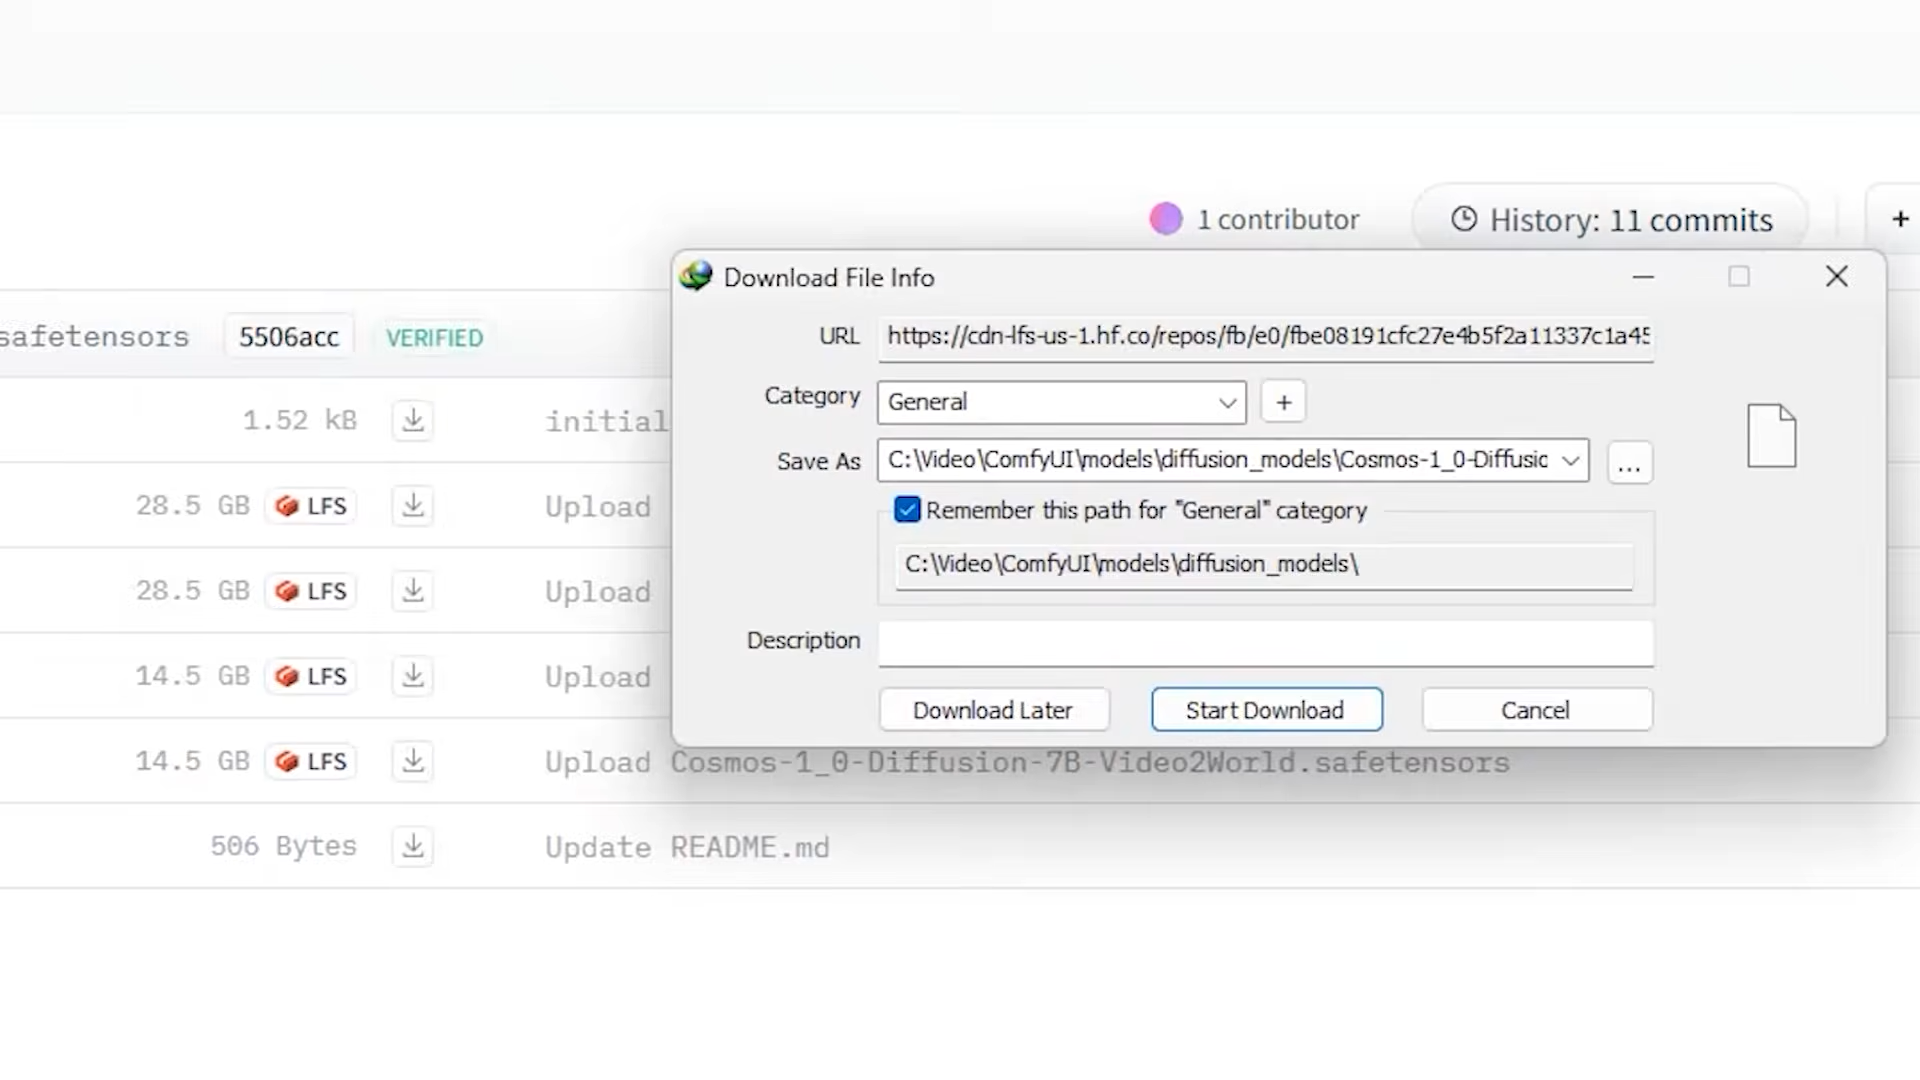 1 contributor
History: 11 commits
+
safetensors 5506acc VERIFIED
1.52 kB initial
28.5 GB LFS Upload
28.5 GB LFS Upload
14.5 GB LFS Upload
14.5 GB LFS Upload Cosmos-1_0-Diffusion-7B-Video2World.safetensors
506 Bytes Update README.md
Download File Info
URL https://cdn-lfs-us-1.hf.co/repos/fb/e0/fbe08191cfc27e4b5f2a11337c1a45
Category General +
Save As C:\Video\ComfyUI\models\diffusion_models\Cosmos-1_0-Diffusic ...
Remember this path for "General" category
C:\Video\ComfyUI\models\diffusion_models\
Description
Download Later Start Download Cancel